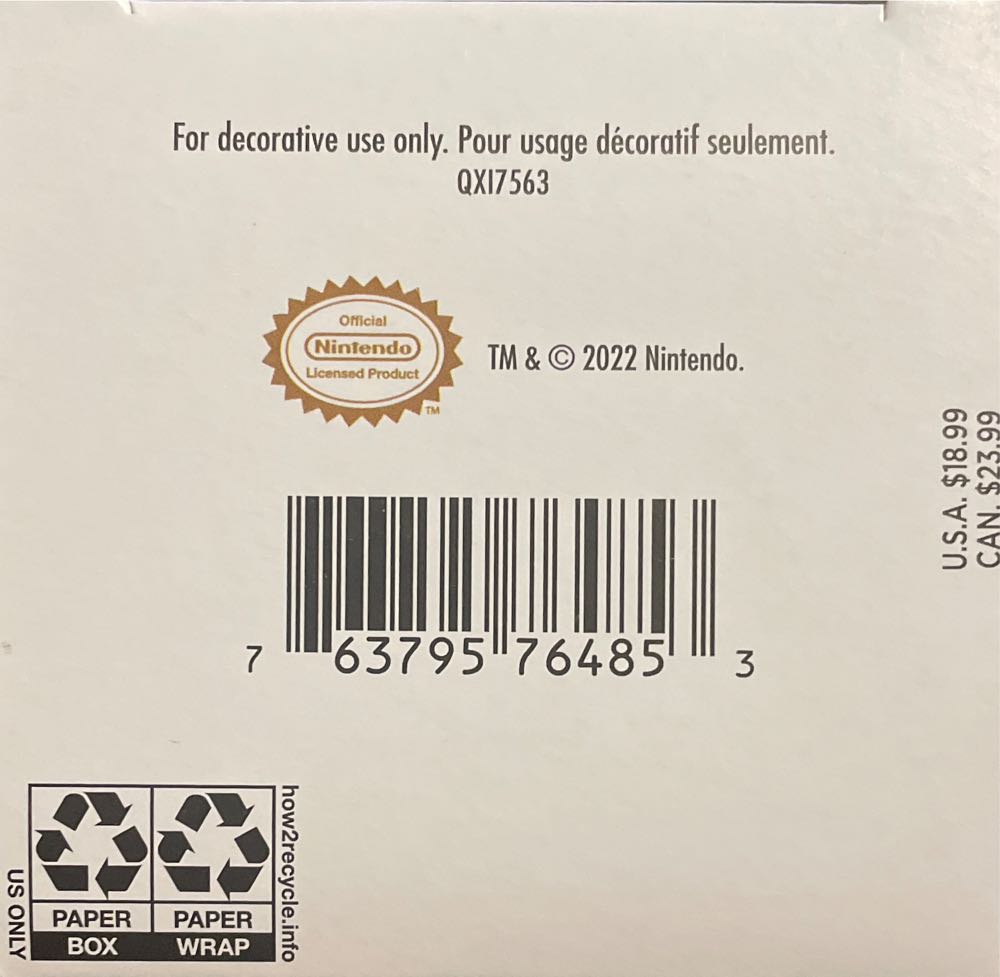 For decorative use only. Pour usage décoratif seulement.
QXI7563
Official
Nintendo
Licensed Product
TM
TM & © 2022 Nintendo.
U.S.A. $18.99
CAN. $23.99
7 63795 76485 3
how2recycle.info
US ONLY
PAPER PAPER
BOX WRAP